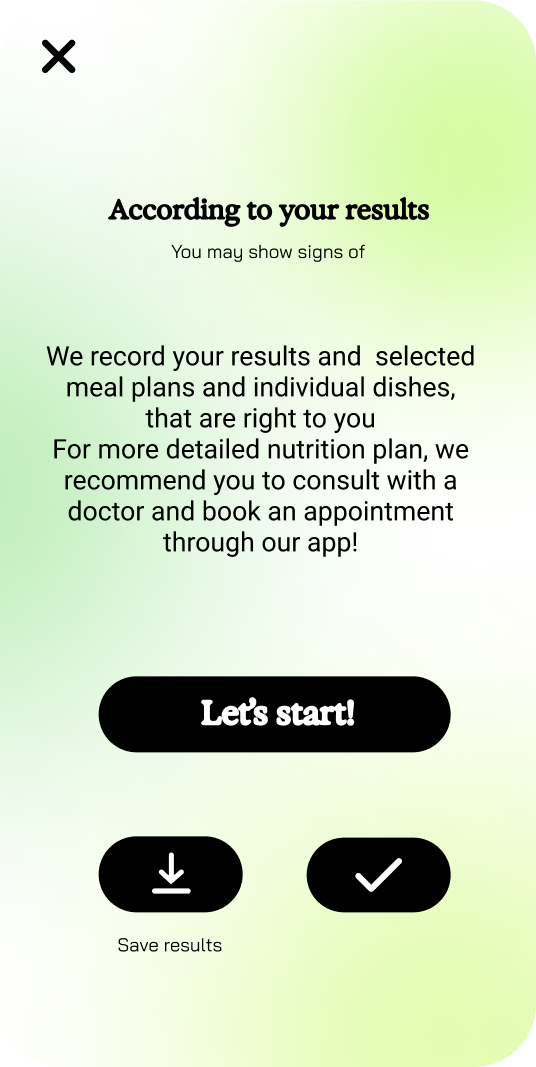 According to your results
You may show signs of
We record your results and  selected
meal plans and individual dishes,
that are right to you
For more detailed nutrition plan, we
recommend you to consult with a
doctor and book an appointment
through our app!
Let's start!
Save results